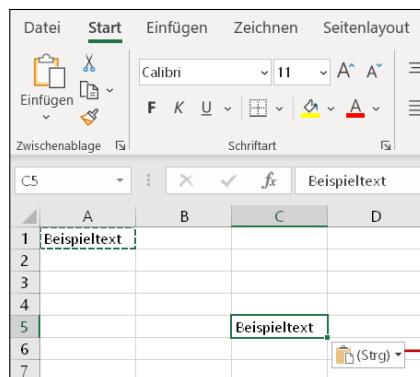 Datei Start Einfügen Zeichnen Seitenlayout
Calibri 11 A A
Einfügen F K U A
Zwischenablage Schriftart
C5 fx Beispieltext
A B C D
1 Beispieltext
2
3
4
5 Beispieltext
6 (Strg)
7